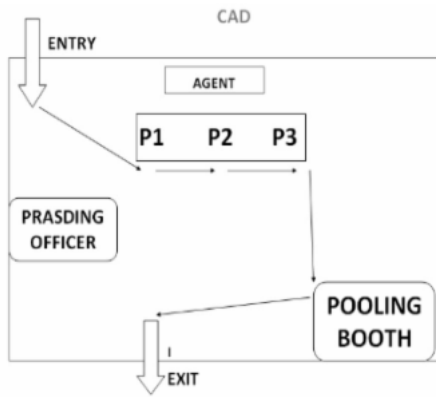 CAD
ENTRY
AGENT
P1 P2 P3
PRASDING
OFFICER
POOLING
BOOTH
EXIT